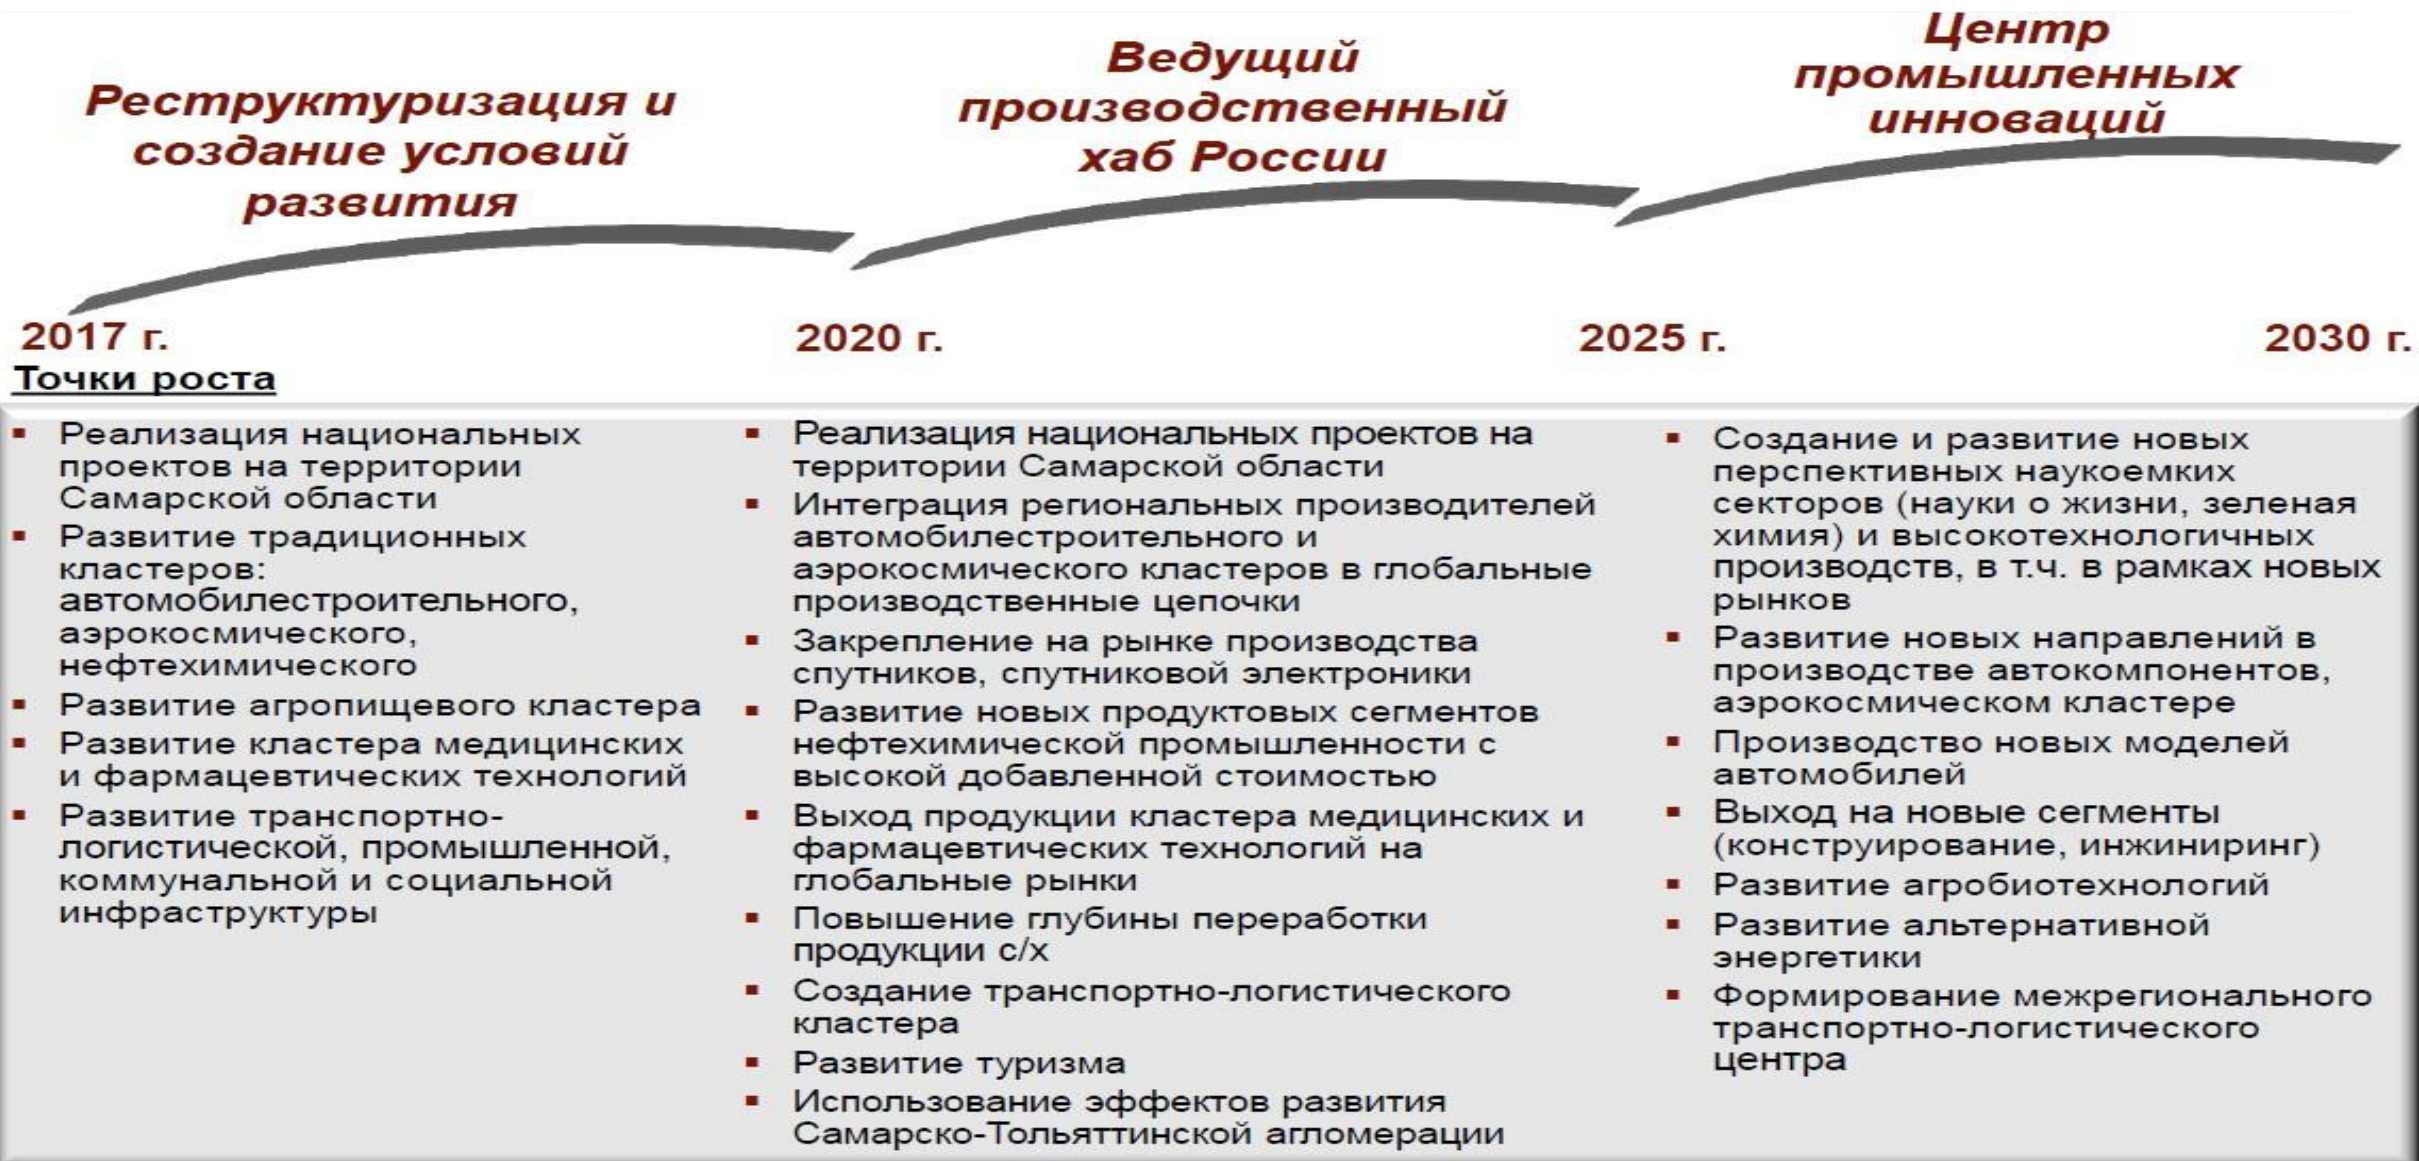 Реструктуризация и
создание условий
развития
Ведущий
производственный
хаб России
Центр
промышленных
инноваций
2017 г.
2020 г.
2025 г.
2030 г.
Точки роста
▪ Реализация национальных
проектов на территории
Самарской области
▪ Развитие традиционных
кластеров:
автомобилестроительного,
аэрокосмического,
нефтехимического
▪ Развитие агропищевого кластера
▪ Развитие кластера медицинских
и фармацевтических технологий
▪ Развитие транспортно-
логистической, промышленной,
коммунальной и социальной
инфраструктуры
▪ Реализация национальных проектов на
территории Самарской области
▪ Интеграция региональных производителей
автомобилестроительного и
аэрокосмического кластеров в глобальные
производственные цепочки
▪ Закрепление на рынке производства
спутников, спутниковой электроники
▪ Развитие новых продуктовых сегментов
нефтехимической промышленности с
высокой добавленной стоимостью
▪ Выход продукции кластера медицинских и
фармацевтических технологий на
глобальные рынки
▪ Повышение глубины переработки
продукции с/х
▪ Создание транспортно-логистического
кластера
▪ Развитие туризма
▪ Использование эффектов развития
Самарско-Тольяттинской агломерации
▪ Создание и развитие новых
перспективных наукоемких
секторов (науки о жизни, зеленая
химия) и высокотехнологичных
производств, в т.ч. в рамках новых
рынков
▪ Развитие новых направлений в
производстве автокомпонентов,
аэрокосмическом кластере
▪ Производство новых моделей
автомобилей
▪ Выход на новые сегменты
(конструирование, инжиниринг)
▪ Развитие агробиотехнологий
▪ Развитие альтернативной
энергетики
▪ Формирование межрегионального
транспортно-логистического
центра